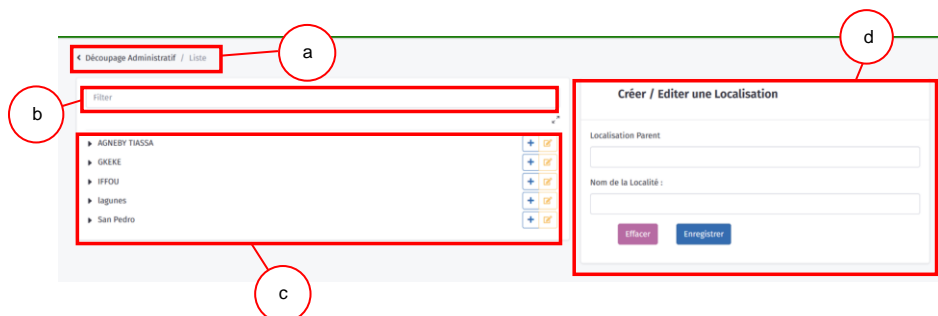 a
d
Découpage Administratif / Liste
b
Filter
Créer / Editer une Localisation
AGNEBY TIASSA
GKEKE
IFFOU
lagunes
San Pedro
Localisation Parent
Nom de la Localité :
Effacer
Enregistrer
c